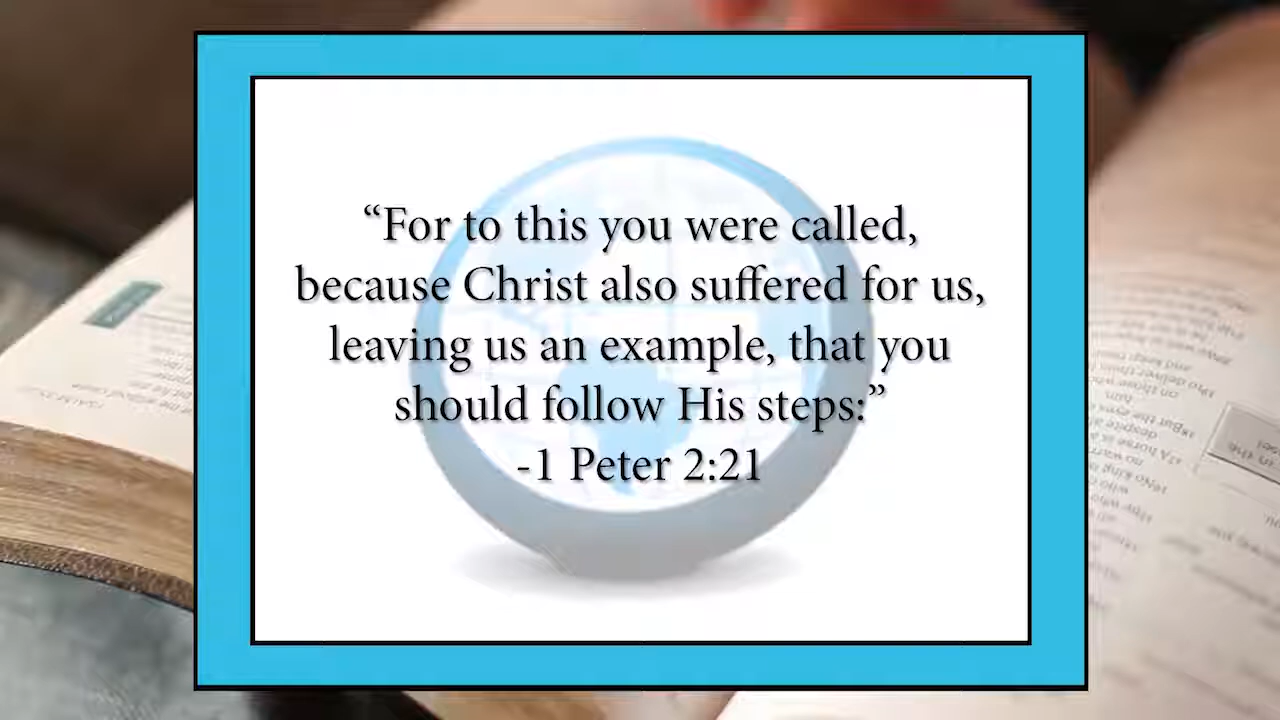 “For to this you were called,
because Christ also suffered for us,
leaving us an example, that you
should follow His steps:”
-1 Peter 2:21